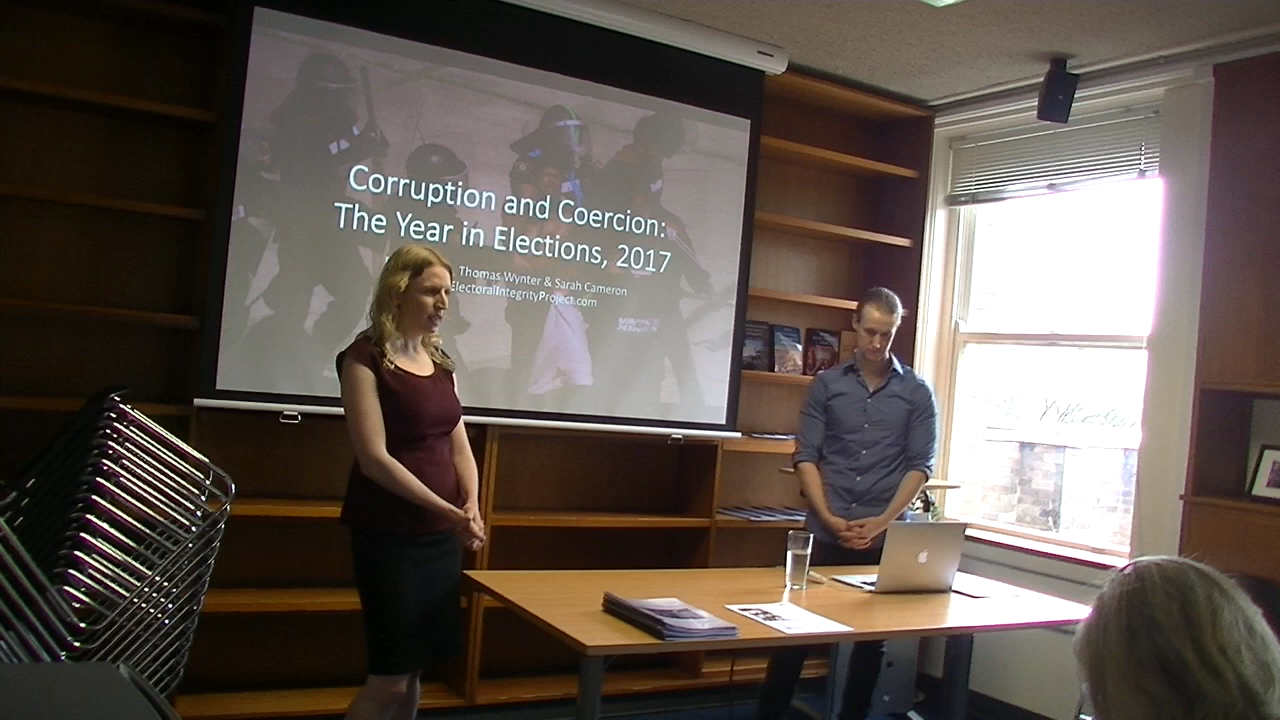 Corruption and Coercion:
The Year in Elections, 2017
Thomas Wynter & Sarah Cameron
ElectoralIntegrityProject.com